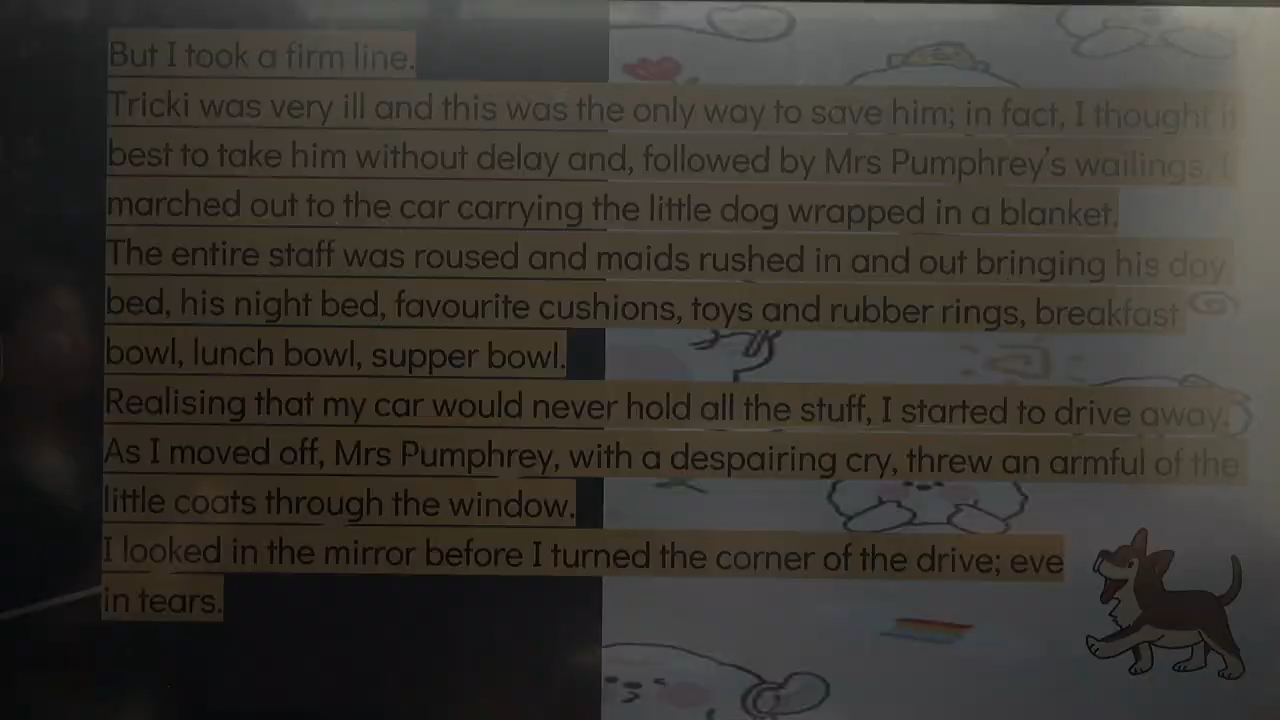 But I took a firm line.
Tricki was very ill and this was the only way to save him; in fact, I thought it
best to take him without delay and, followed by Mrs Pumphrey's wailings, I
marched out to the car carrying the little dog wrapped in a blanket.
The entire staff was roused and maids rushed in and out bringing his day
bed, his night bed, favourite cushions, toys and rubber rings, breakfast
bowl, lunch bowl, supper bowl.
Realising that my car would never hold all the stuff, I started to drive away.
As I moved off, Mrs Pumphrey, with a despairing cry, threw an armful of the
little coats through the window.
I looked in the mirror before I turned the corner of the drive; eve
in tears.